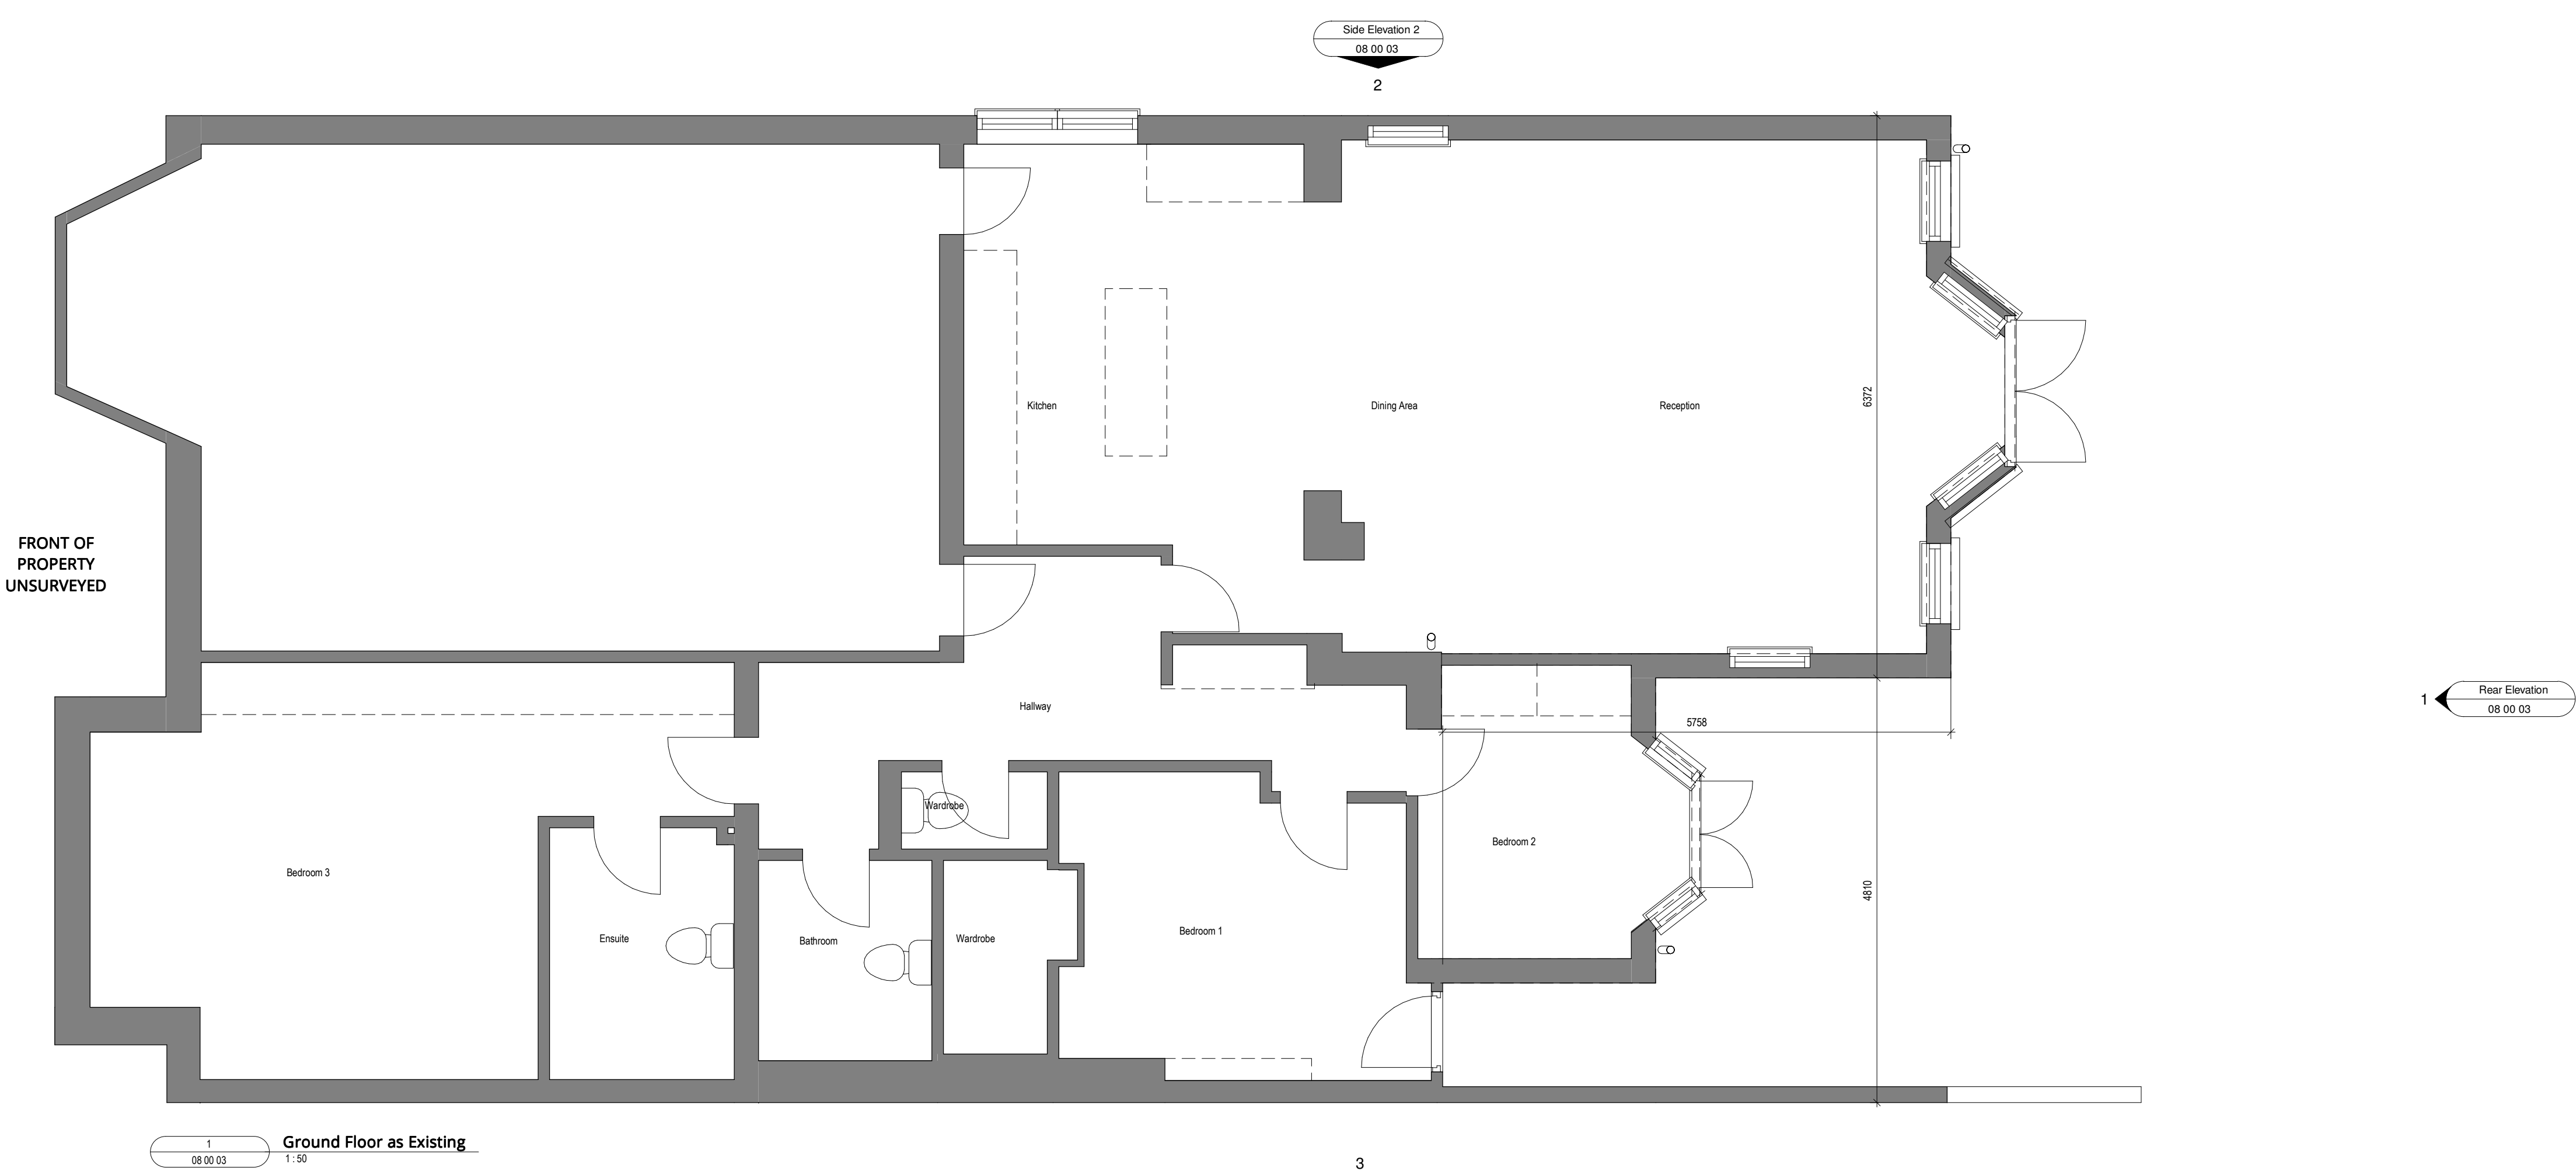 Side Elevation 2
08 00 03
2
Kitchen
Dining Area
Reception
6372
FRONT OF
PROPERTY
UNSURVEYED
Hallway
5758
1
Rear Elevation
08 00 03
Wardrobe
Bedroom 2
Bedroom 3
4810
Ensuite
Bathroom
Wardrobe
Bedroom 1
1
08 00 03
Ground Floor as Existing
1 : 50
3